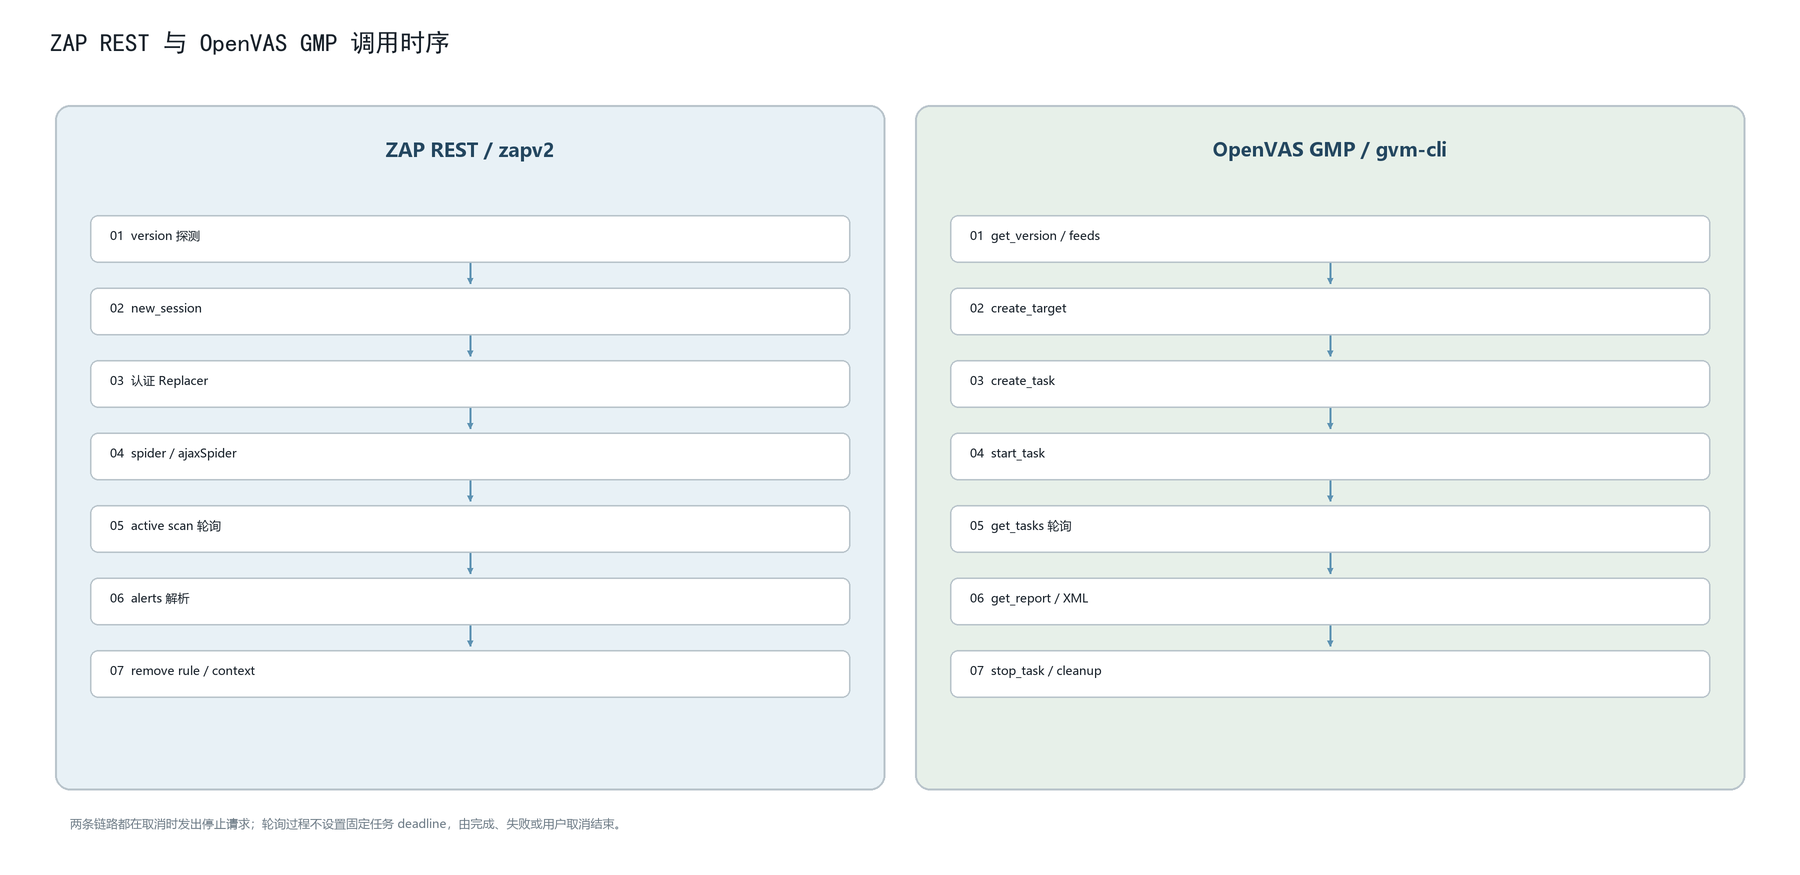 ZAP REST 与 OpenVAS GMP 调用时序
ZAP REST / zapv2
01 version 探测
02 new_session
03 认证 Replacer
04 spider / ajaxSpider
05 active scan 轮询
06 alerts 解析
07 remove rule / context
OpenVAS GMP / gvm-cli
01 get_version / feeds
02 create_target
03 create_task
04 start_task
05 get_tasks 轮询
06 get_report / XML
07 stop_task / cleanup
两条链路都在取消时发出停止请求；轮询过程不设置固定任务 deadline，由完成、失败或用户取消结束。